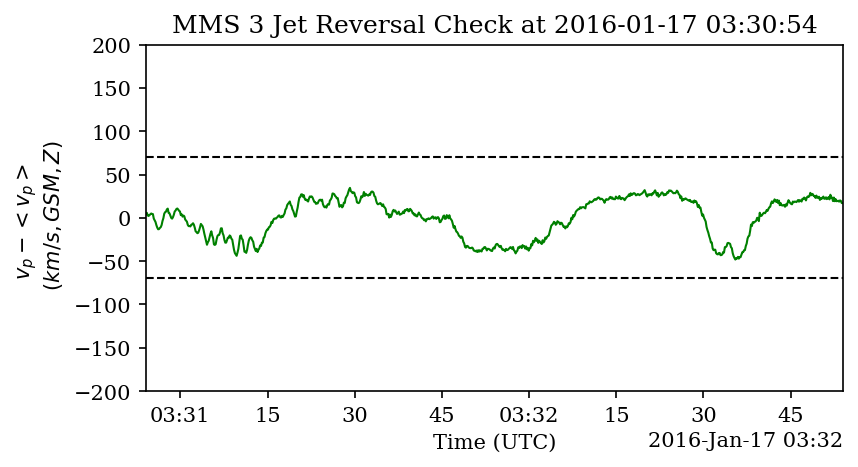 MMS 3 Jet Reversal Check at 2016-01-17 03:30:54
v_p − < v_p >
(km/s, GSM, Z)
200
150
100
50
0
−50
−100
−150
−200
03:31 15 30 45 03:32 15 30 45
Time (UTC)
2016-Jan-17 03:32